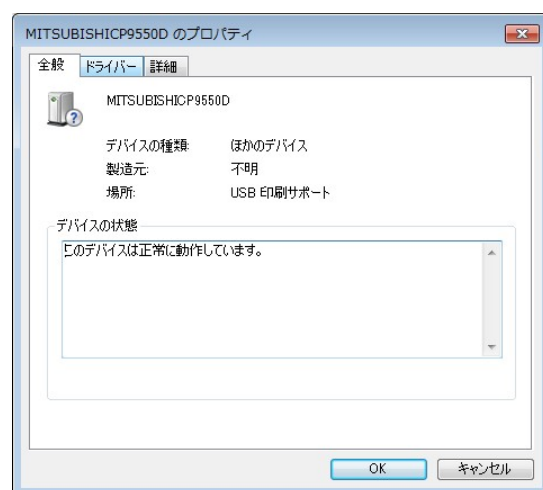 MITSUBISHICP9550D のプロパティ
全般 ドライバー 詳細
MITSUBISHICP9550D
デバイスの種類: ほかのデバイス
製造元: 不明
場所: USB 印刷サポート
デバイスの状態
このデバイスは正常に動作しています。
OK キャンセル